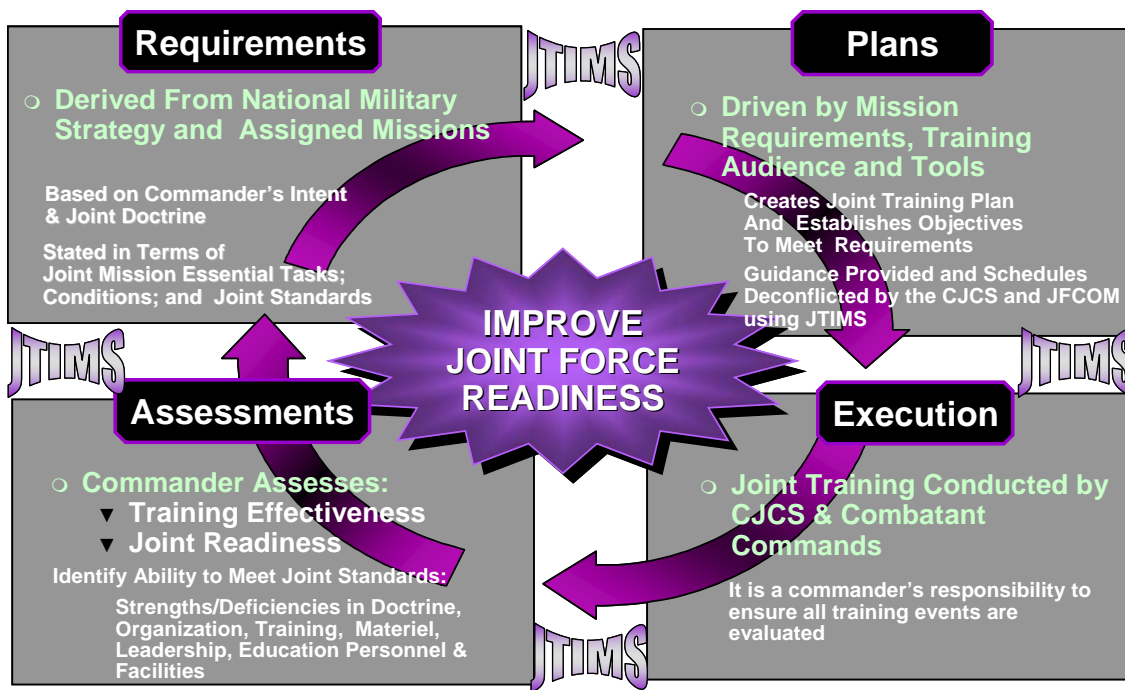 Requirements
Derived From National Military
Strategy and Assigned Missions
Based on Commander's Intent
& Joint Doctrine
Stated in Terms of
Joint Mission Essential Tasks;
Conditions; and Joint Standards
JTIMS
Plans
Driven by Mission
Requirements, Training
Audience and Tools
Creates Joint Training Plan
And Establishes Objectives
To Meet Requirements
Guidance Provided and Schedules
Deconflicted by the CJCS and JFCOM
using JTIMS
IMPROVE
JOINT FORCE
READINESS
JTIMS
JTIMS
Assessments
Commander Assesses:
Training Effectiveness
Joint Readiness
Identify Ability to Meet Joint Standards:
Strengths/Deficiencies in Doctrine,
Organization, Training, Materiel,
Leadership, Education Personnel &
Facilities
Execution
Joint Training Conducted by
CJCS & Combatant
Commands
It is a commander's responsibility to
ensure all training events are
evaluated
JTIMS